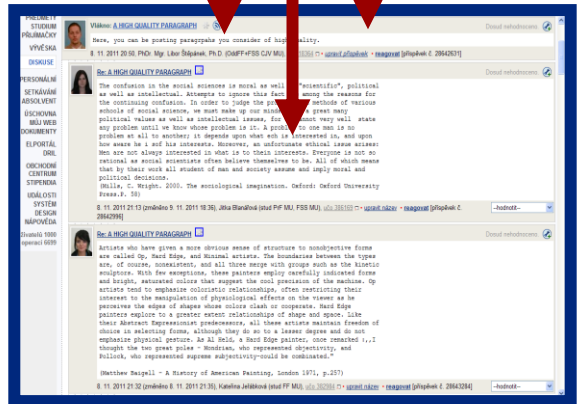 PŘEDMĚTY
STUDIUM
PŘIJÍMAČKY
VÝVĚSKA
DISKUSE
PERSONÁLNÍ
SETKÁVÁNÍ
ABSOLVENT
ÚSCHOVNA
MŮJ WEB
DOKUMENTY
ELPORTÁL
DRIL
OBCHODNÍ
CENTRUM
STIPENDIA
UDÁLOSTI
SYSTÉM
DESIGN
NÁPOVĚDA
živatelů 1000
operací 6699
Vlákno: A HIGH QUALITY PARAGRAPH
Dosud nehodnoceno
Here, you can be posting paragrpahs you consider of high quality.
8. 11. 2011 20:50, PhDr. Mgr. Libor Štěpánek, Ph.D. (OddFF+FSS CJV MU), • upravit příspěvek • reagovat [příspěvek č. 28642631]
Re: A HIGH QUALITY PARAGRAPH
Dosud nehodnoceno
The confusion in the social sciences is moral as well as "scientific", political
as well as intellectual. Attempts to ignore this fact are among the reasons for
the continuing confusion. In order to judge the problems and methods of various
schools of social science, we must make up our minds about a great many
political values as well as intellectual issues, for we cannot very well state
any problem until we know whose problem is it. A problem to one man is no
problem at all to another; it depends upon what ech is interested in, and upon
how aware he i sof his interests. Moreover, an unfortunate ethical issue arises:
Men are not always interested in what is to thein interests. Everyone is not so
rational as social scientists often believe themselves to be. All of which means
that by their work all student of man and society assume and imply moral and
political decisions.
(Mills, C. Wright. 2000. The sociological imagination. Oxford: Oxford University
Press.P. 58)
8. 11. 2011 21:13 (změněno 9. 11. 2011 18:36), Jitka Blanářová (stud PřF MU, FSS MU), učo 386169 • upravit název • reagovat [příspěvek č.
28642996]
--hodnotit--
Re: A HIGH QUALITY PARAGRAPH
Dosud nehodnoceno
Artists who have given a more obvious sense of structure to nonobjective forms
are called Op, Hard Edge, and Minimal artists. The boundaries between the types
are, of course, nonexistent, and all three merge with groups such as the kinetic
sculptors. With few exceptions, these painters employ carefully indicated forms
and bright, saturated colors that suggest the cool precision of the machine. Op
artists tend to emphasize coloristic relationships, often restricting their
interest to the manipulation of physiological effects on the viewer as he
perceives the edges of shapes whose colors clash or cooperate. Hard Edge
painters explore to a greater extent relationships of shape and space. Like
their Abstract Expressionist predecessors, all these artists maintain freedom of
choice in selecting forms, although they do so to a lesser degree and do not
emphasize physical gesture. As Al Held, a Hard Edge painter, once remarked :,,I
thought the two great poles - Mondrian, who represented objectivity, and
Pollock, who represented supreme subjectivity-could be combined."
(Matthew Baigell - A History of American Painting, London 1971, p.257)
8. 11. 2011 21:32 (změněno 8. 11. 2011 21:35), Kateřina Jeřábková (stud FF MU), učo 382984 • upravit název • reagovat [příspěvek č. 28643284]
--hodnotit--